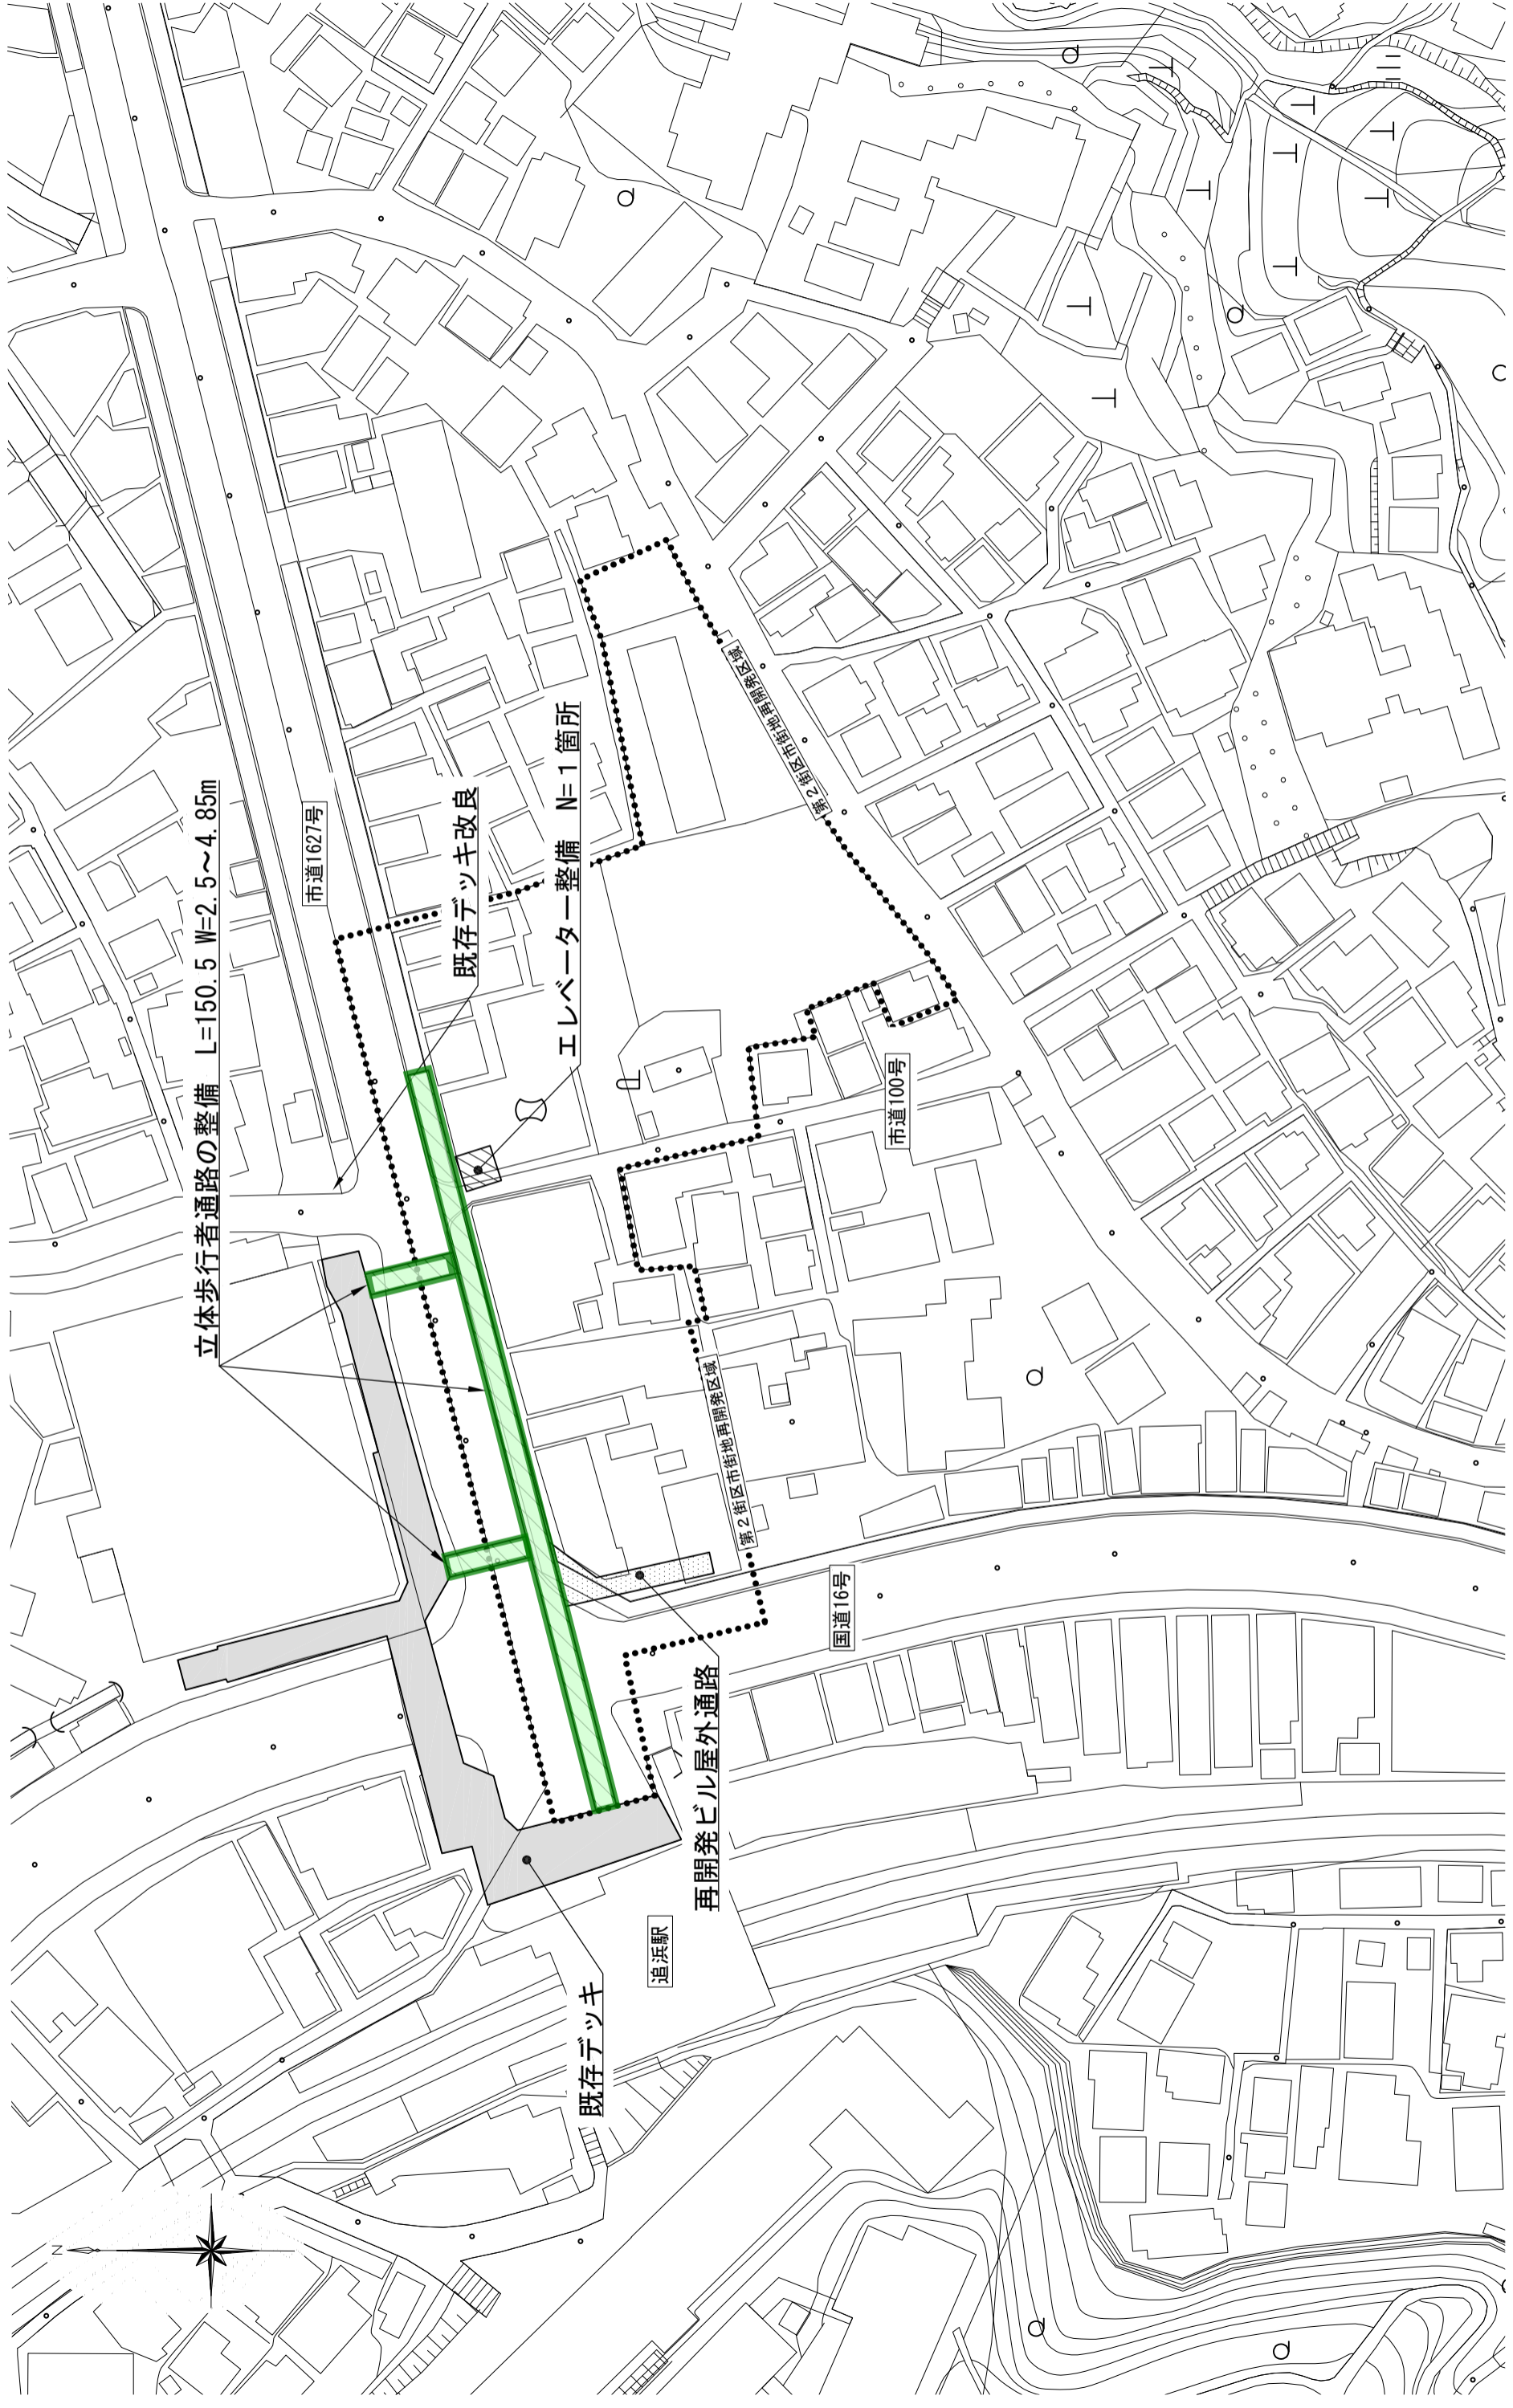 立体歩行者通路の整備　L=150.5 W=2.5～4.85m
市道1627号
既存デッキ改良
エレベーター整備　N=１箇所
第２街区市街地再開発区域
市道100号
第２街区市街地再開発区域
国道16号
再開発ビル屋外通路
追浜駅
既存デッキ
N